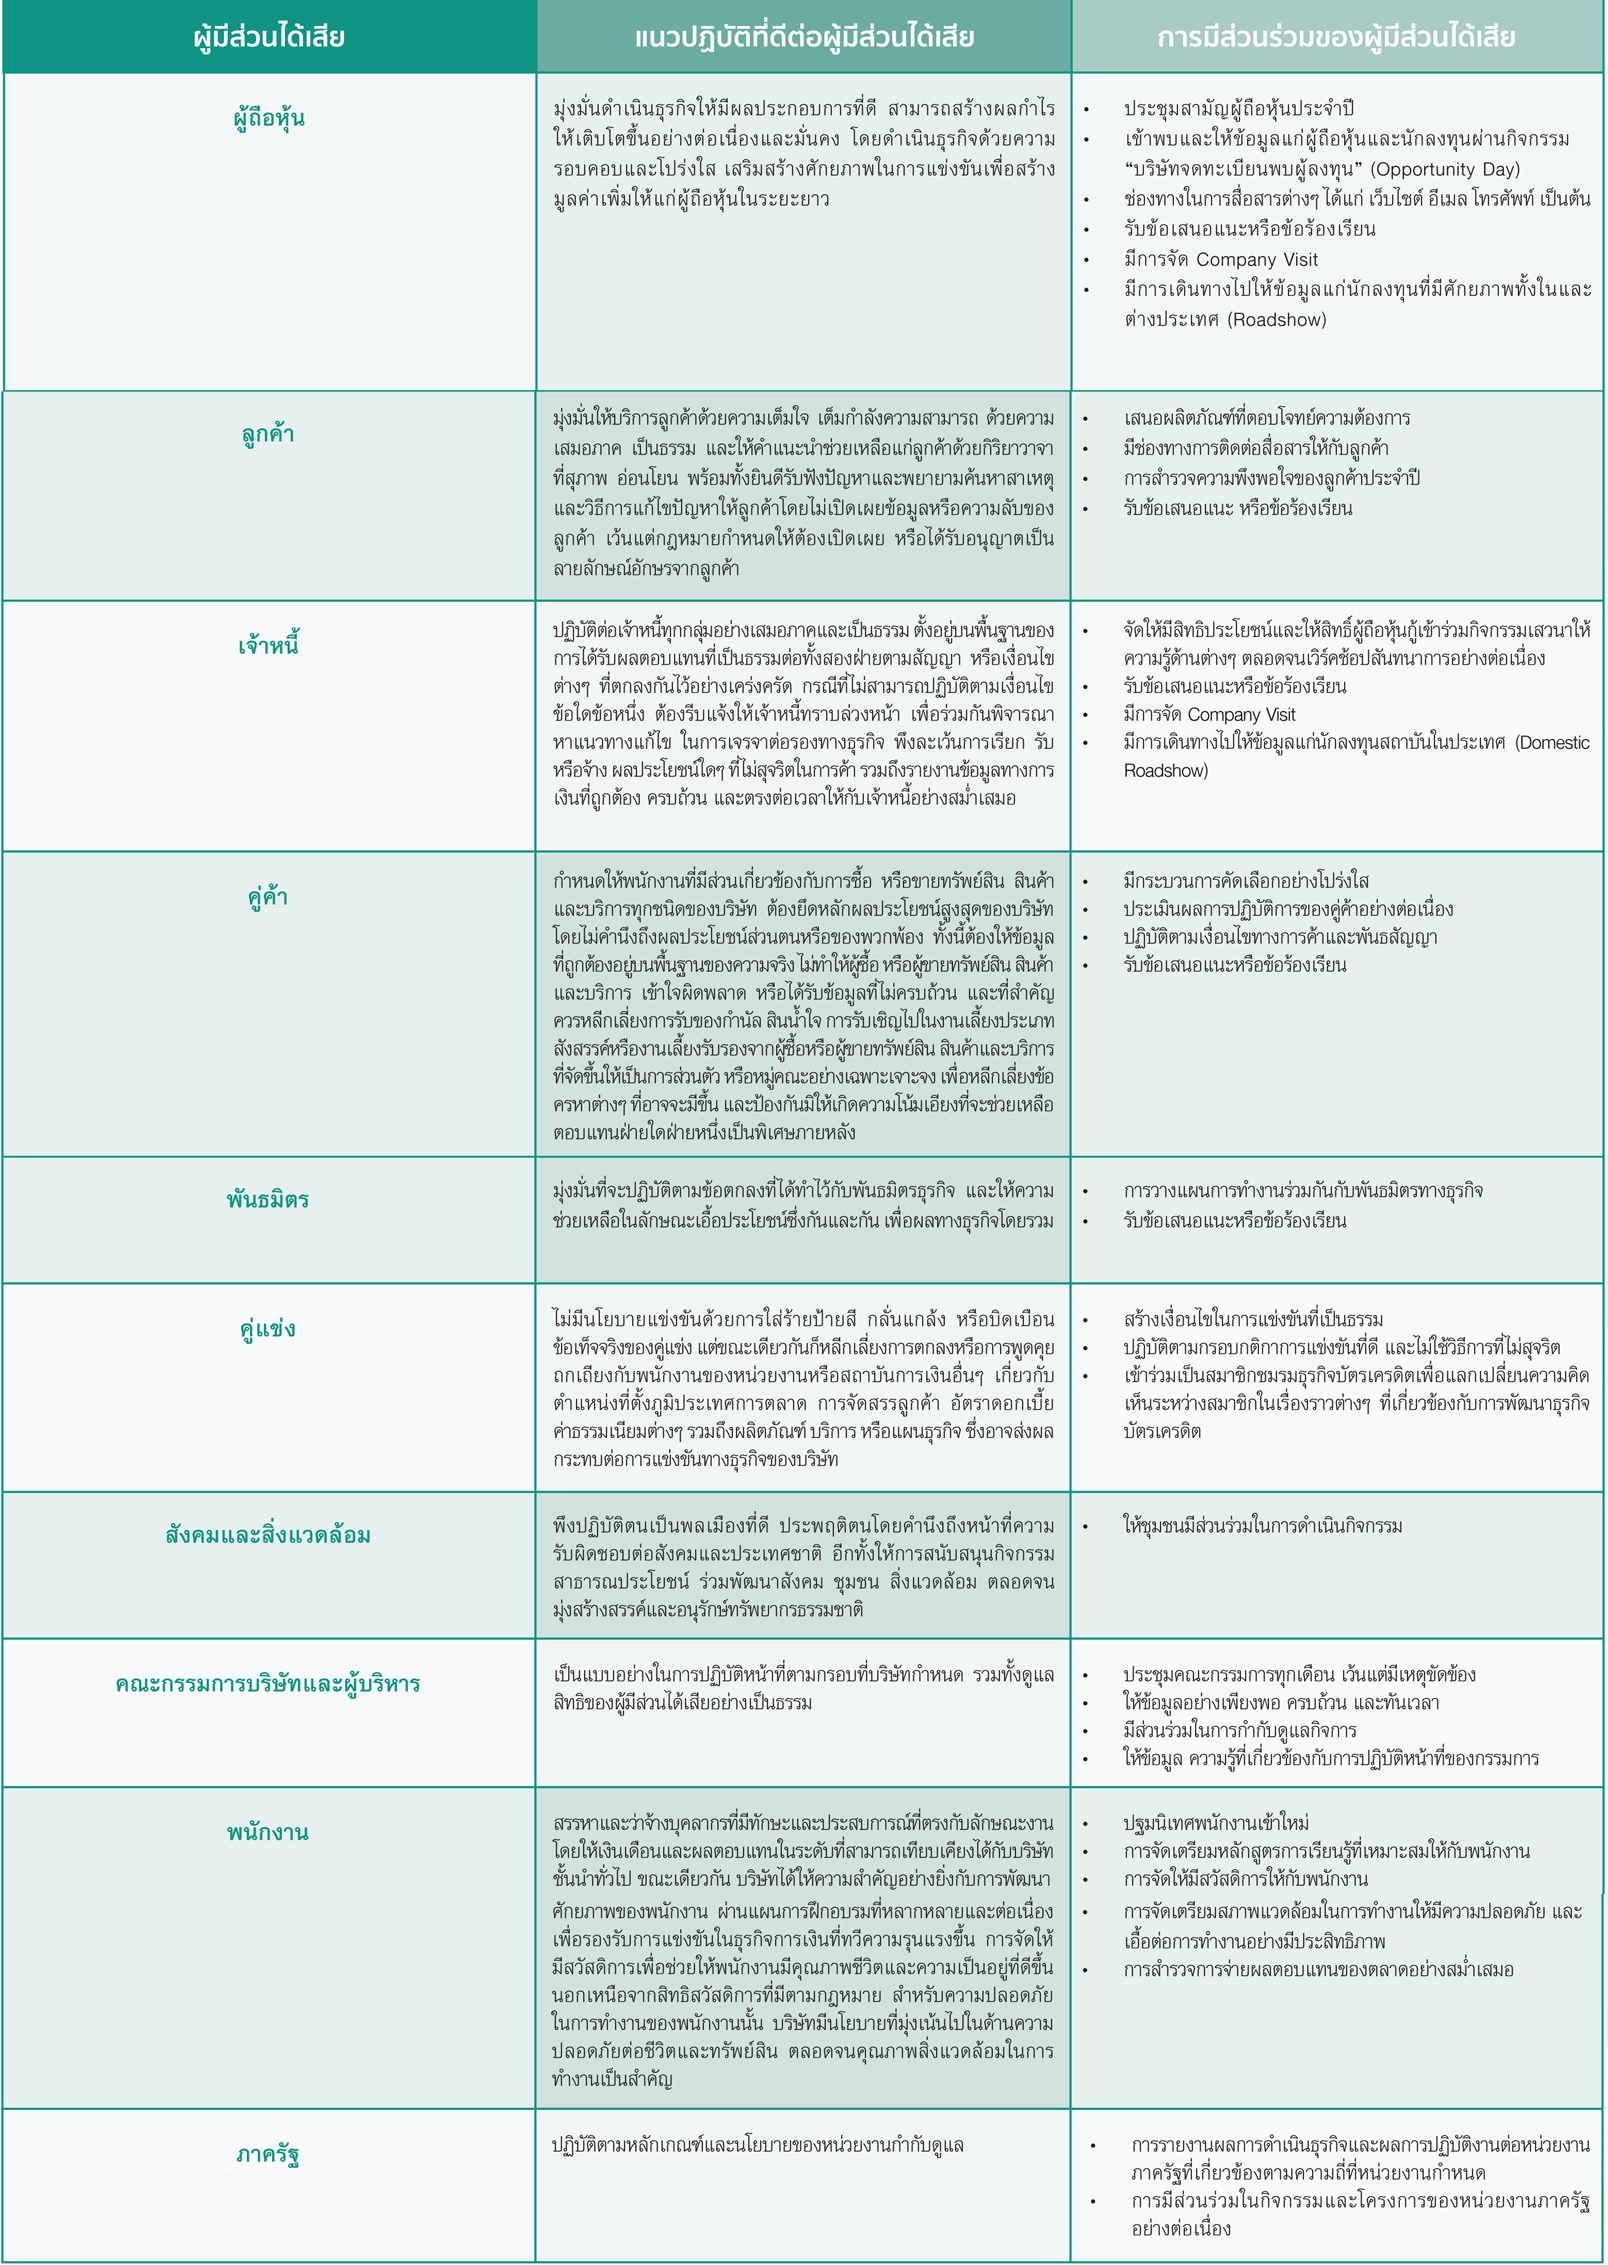 ผู้มีส่วนได้เสีย
แนวปฏิบัติที่ดีต่อผู้มีส่วนได้เสีย
การมีส่วนร่วมของผู้มีส่วนได้เสีย
ผู้ถือหุ้น
มุ่งมั่นดำเนินธุรกิจให้มีผลประกอบการที่ดี สามารถสร้างผลกำไร
ให้เติบโตขึ้นอย่างต่อเนื่องและมั่นคง โดยดำเนินธุรกิจด้วยความ
รอบคอบและโปร่งใส เสริมสร้างศักยภาพในการแข่งขันเพื่อสร้าง
มูลค่าเพิ่มให้แก่ผู้ถือหุ้นในระยะยาว
• ประชุมสามัญผู้ถือหุ้นประจำปี
• เข้าพบและให้ข้อมูลแก่ผู้ถือหุ้นและนักลงทุนผ่านกิจกรรม
“บริษัทจดทะเบียนพบผู้ลงทุน” (Opportunity Day)
• ช่องทางในการสื่อสารต่างๆ ได้แก่ เว็บไซต์ อีเมล โทรศัพท์ เป็นต้น
• รับข้อเสนอแนะหรือข้อร้องเรียน
• มีการจัด Company Visit
• มีการเดินทางไปให้ข้อมูลแก่นักลงทุนที่มีศักยภาพทั้งในและ
ต่างประเทศ (Roadshow)
ลูกค้า
มุ่งมั่นให้บริการลูกค้าด้วยความเต็มใจ เต็มกำลังความสามารถ ด้วยความ
เสมอภาค เป็นธรรม และให้คำแนะนำช่วยเหลือแก่ลูกค้าด้วยกิริยาวาจา
ที่สุภาพ อ่อนโยน พร้อมทั้งยินดีรับฟังปัญหาและพยายามค้นหาสาเหตุ
และวิธีการแก้ไขปัญหาให้ลูกค้าโดยไม่เปิดเผยข้อมูลหรือความลับของ
ลูกค้า เว้นแต่กฎหมายกำหนดให้ต้องเปิดเผย หรือได้รับอนุญาตเป็น
ลายลักษณ์อักษรจากลูกค้า
• เสนอผลิตภัณฑ์ที่ตอบโจทย์ความต้องการ
• มีช่องทางการติดต่อสื่อสารให้กับลูกค้า
• การสำรวจความพึงพอใจของลูกค้าประจำปี
• รับข้อเสนอแนะ หรือข้อร้องเรียน
เจ้าหนี้
ปฏิบัติต่อเจ้าหนี้ทุกกลุ่มอย่างเสมอภาคและเป็นธรรม ตั้งอยู่บนพื้นฐานของ
การได้รับผลตอบแทนที่เป็นธรรมต่อทั้งสองฝ่ายตามสัญญา หรือเงื่อนไข
ต่างๆ ที่ตกลงกันไว้อย่างเคร่งครัด กรณีที่ไม่สามารถปฏิบัติตามเงื่อนไข
ข้อใดข้อหนึ่ง ต้องรีบแจ้งให้เจ้าหนี้ทราบล่วงหน้า เพื่อร่วมกันพิจารณา
หาแนวทางแก้ไข ในการเจรจาต่อรองทางธุรกิจ พึงละเว้นการเรียก รับ
หรือจ้าง ผลประโยชน์ใดๆ ที่ไม่สุจริตในการค้า รวมถึงรายงานข้อมูลทางการ
เงินที่ถูกต้อง ครบถ้วน และตรงต่อเวลาให้กับเจ้าหนี้อย่างสม่ำเสมอ
• จัดให้มีสิทธิประโยชน์และให้สิทธิ์ผู้ถือหุ้นกู้เข้าร่วมกิจกรรมเสวนาให้
ความรู้ด้านต่างๆ ตลอดจนเวิร์คช้อปสันทนาการอย่างต่อเนื่อง
• รับข้อเสนอแนะหรือข้อร้องเรียน
• มีการจัด Company Visit
• มีการเดินทางไปให้ข้อมูลแก่นักลงทุนสถาบันในประเทศ (Domestic
Roadshow)
คู่ค้า
กำหนดให้พนักงานที่มีส่วนเกี่ยวข้องกับการซื้อ หรือขายทรัพย์สิน สินค้า
และบริการทุกชนิดของบริษัท ต้องยึดหลักผลประโยชน์สูงสุดของบริษัท
โดยไม่คำนึงถึงผลประโยชน์ส่วนตนหรือของพวกพ้อง ทั้งนี้ต้องให้ข้อมูล
ที่ถูกต้องอยู่บนพื้นฐานของความจริง ไม่ทำให้ผู้ซื้อ หรือผู้ขายทรัพย์สิน สินค้า
และบริการ เข้าใจผิดพลาด หรือได้รับข้อมูลที่ไม่ครบถ้วน และที่สำคัญ
ควรหลีกเลี่ยงการรับของกำนัล สินน้ำใจ การรับเชิญไปในงานเลี้ยงประเภท
สังสรรค์หรืองานเลี้ยงรับรองจากผู้ซื้อหรือผู้ขายทรัพย์สิน สินค้าและบริการ
ที่จัดขึ้นให้เป็นการส่วนตัว หรือหมู่คณะอย่างเฉพาะเจาะจง เพื่อหลีกเลี่ยงข้อ
ครหาต่างๆ ที่อาจจะมีขึ้น และป้องกันมิให้เกิดความโน้มเอียงที่จะช่วยเหลือ
ตอบแทนฝ่ายใดฝ่ายหนึ่งเป็นพิเศษภายหลัง
• มีกระบวนการคัดเลือกอย่างโปร่งใส
• ประเมินผลการปฏิบัติการของคู่ค้าอย่างต่อเนื่อง
• ปฏิบัติตามเงื่อนไขทางการค้าและพันธสัญญา
• รับข้อเสนอแนะหรือข้อร้องเรียน
พันธมิตร
มุ่งมั่นที่จะปฏิบัติตามข้อตกลงที่ได้ทำไว้กับพันธมิตรธุรกิจ และให้ความ
ช่วยเหลือในลักษณะเอื้อประโยชน์ซึ่งกันและกัน เพื่อผลทางธุรกิจโดยรวม
• การวางแผนการทำงานร่วมกันกับพันธมิตรทางธุรกิจ
• รับข้อเสนอแนะหรือข้อร้องเรียน
คู่แข่ง
ไม่มีนโยบายแข่งขันด้วยการใส่ร้ายป้ายสี กลั่นแกล้ง หรือบิดเบือน
ข้อเท็จจริงของคู่แข่ง แต่ขณะเดียวกันก็หลีกเลี่ยงการตกลงหรือการพูดคุย
ถกเถียงกับพนักงานของหน่วยงานหรือสถาบันการเงินอื่นๆ เกี่ยวกับ
ตำแหน่งที่ตั้งภูมิประเทศการตลาด การจัดสรรลูกค้า อัตราดอกเบี้ย
ค่าธรรมเนียมต่างๆ รวมถึงผลิตภัณฑ์ บริการ หรือแผนธุรกิจ ซึ่งอาจส่งผล
กระทบต่อการแข่งขันทางธุรกิจของบริษัท
• สร้างเงื่อนไขในการแข่งขันที่เป็นธรรม
• ปฏิบัติตามกรอบกติกาการแข่งขันที่ดี และไม่ใช้วิธีการที่ไม่สุจริต
• เข้าร่วมเป็นสมาชิกชมรมธุรกิจบัตรเครดิตเพื่อแลกเปลี่ยนความคิด
เห็นระหว่างสมาชิกในเรื่องราวต่างๆ ที่เกี่ยวข้องกับการพัฒนาธุรกิจ
บัตรเครดิต
สังคมและสิ่งแวดล้อม
พึงปฏิบัติตนเป็นพลเมืองที่ดี ประพฤติตนโดยคำนึงถึงหน้าที่ความ
รับผิดชอบต่อสังคมและประเทศชาติ อีกทั้งให้การสนับสนุนกิจกรรม
สาธารณประโยชน์ ร่วมพัฒนาสังคม ชุมชน สิ่งแวดล้อม ตลอดจน
มุ่งสร้างสรรค์และอนุรักษ์ทรัพยากรธรรมชาติ
• ให้ชุมชนมีส่วนร่วมในการดำเนินกิจกรรม
คณะกรรมการบริษัทและผู้บริหาร
เป็นแบบอย่างในการปฏิบัติหน้าที่ตามกรอบที่บริษัทกำหนด รวมทั้งดูแล
สิทธิของผู้มีส่วนได้เสียอย่างเป็นธรรม
• ประชุมคณะกรรมการทุกเดือน เว้นแต่มีเหตุขัดข้อง
• ให้ข้อมูลอย่างเพียงพอ ครบถ้วน และทันเวลา
• มีส่วนร่วมในการกำกับดูแลกิจการ
• ให้ข้อมูล ความรู้ที่เกี่ยวข้องกับการปฏิบัติหน้าที่ของกรรมการ
พนักงาน
สรรหาและว่าจ้างบุคลากรที่มีทักษะและประสบการณ์ที่ตรงกับลักษณะงาน
โดยให้เงินเดือนและผลตอบแทนในระดับที่สามารถเทียบเคียงได้กับบริษัท
ชั้นนำทั่วไป ขณะเดียวกัน บริษัทได้ให้ความสำคัญอย่างยิ่งกับการพัฒนา
ศักยภาพของพนักงาน ผ่านแผนการฝึกอบรมที่หลากหลายและต่อเนื่อง
เพื่อรองรับการแข่งขันในธุรกิจการเงินที่ทวีความรุนแรงขึ้น การจัดให้
มีสวัสดิการเพื่อช่วยให้พนักงานมีคุณภาพชีวิตและความเป็นอยู่ที่ดีขึ้น
นอกเหนือจากสิทธิสวัสดิการที่มีตามกฎหมาย สำหรับความปลอดภัย
ในการทำงานของพนักงานนั้น บริษัทมีนโยบายที่มุ่งเน้นไปในด้านความ
ปลอดภัยต่อชีวิตและทรัพย์สิน ตลอดจนคุณภาพสิ่งแวดล้อมในการ
ทำงานเป็นสำคัญ
• ปฐมนิเทศพนักงานเข้าใหม่
• การจัดเตรียมหลักสูตรการเรียนรู้ที่เหมาะสมให้กับพนักงาน
• การจัดให้มีสวัสดิการให้กับพนักงาน
• การจัดเตรียมสภาพแวดล้อมในการทำงานให้มีความปลอดภัย และ
เอื้อต่อการทำงานอย่างมีประสิทธิภาพ
• การสำรวจการจ่ายผลตอบแทนของตลาดอย่างสม่ำเสมอ
ภาครัฐ
ปฏิบัติตามหลักเกณฑ์และนโยบายของหน่วยงานกำกับดูแล
• การรายงานผลการดำเนินธุรกิจและผลการปฏิบัติงานต่อหน่วยงาน
ภาครัฐที่เกี่ยวข้องตามความถี่ที่หน่วยงานกำหนด
• การมีส่วนร่วมในกิจกรรมและโครงการของหน่วยงานภาครัฐ
อย่างต่อเนื่อง